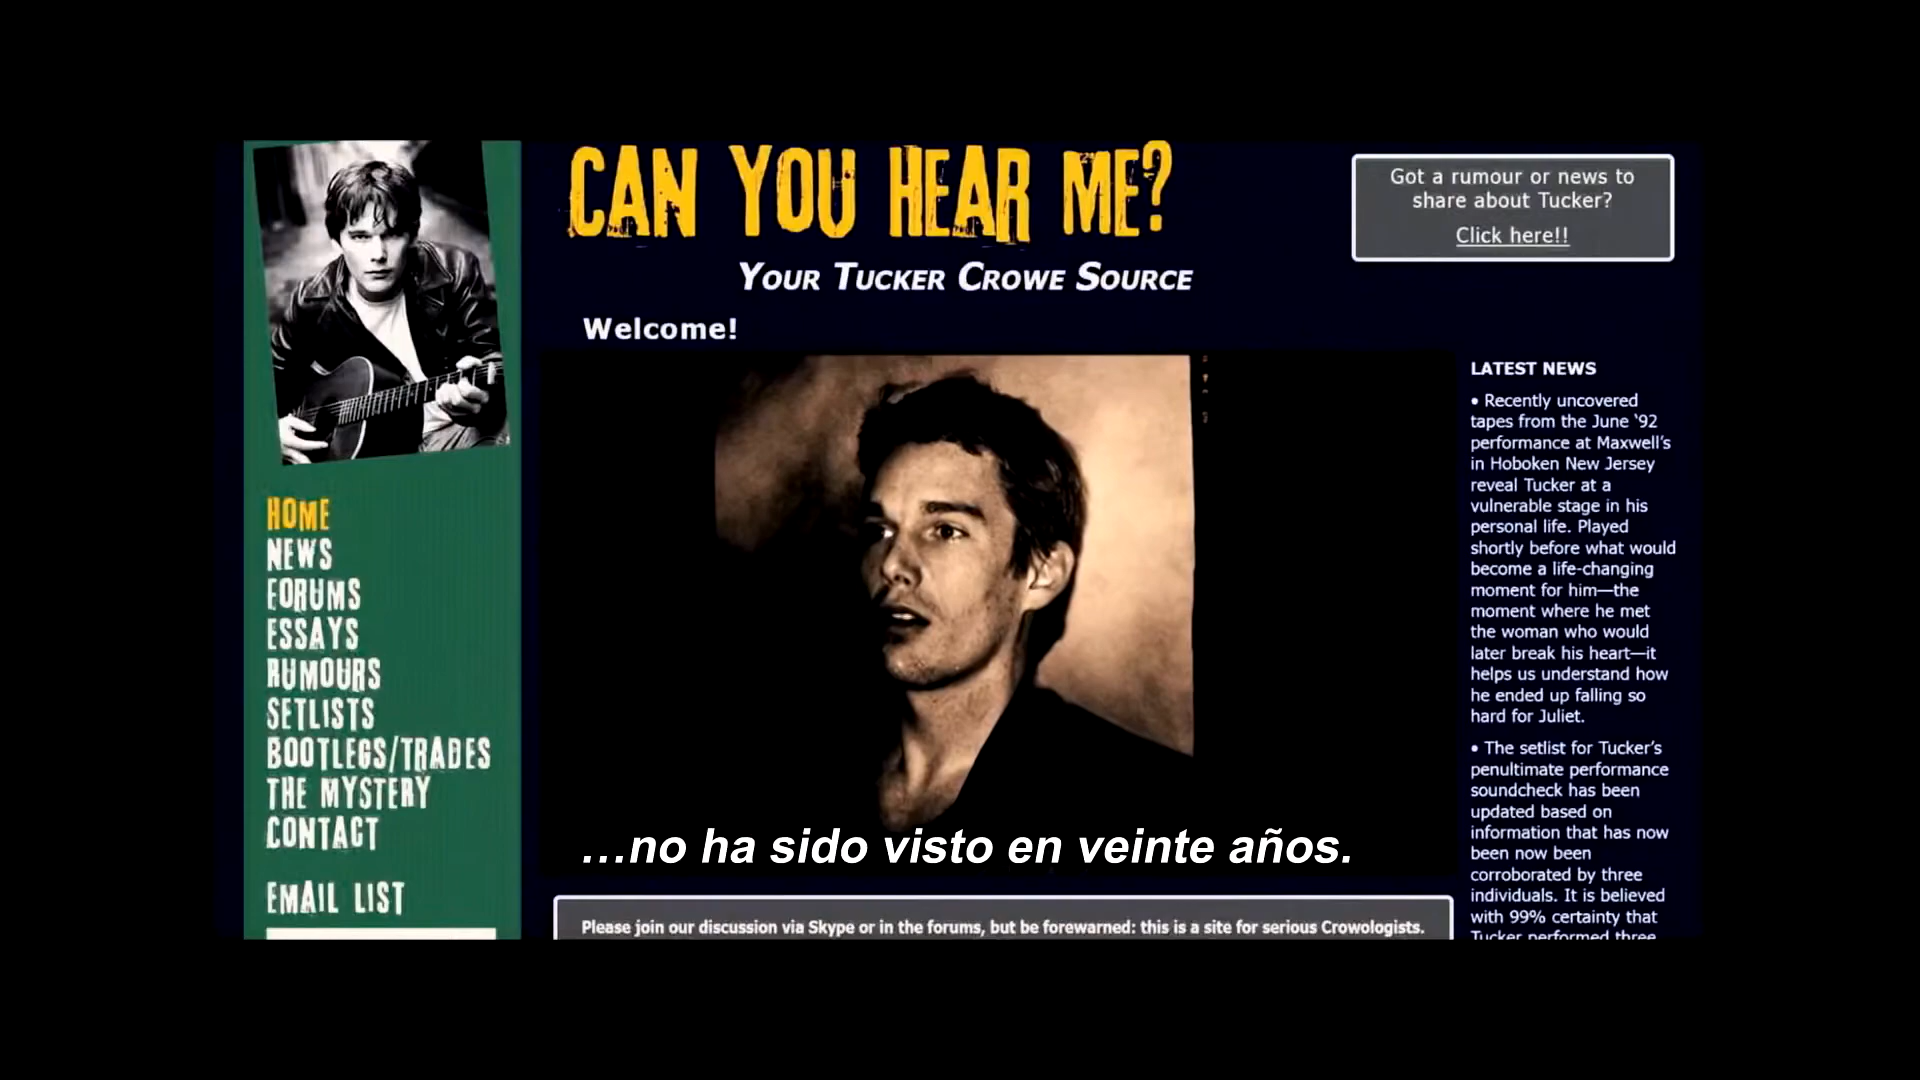 CAN YOU HEAR ME?
YOUR TUCKER CROWE SOURCE
Got a rumour or news to
share about Tucker?
Click here!!
Welcome!
HOME
NEWS
FORUMS
ESSAYS
RUMOURS
SETLISTS
BOOTLEGS/TRADES
THE MYSTERY
CONTACT
EMAIL LIST
LATEST NEWS
• Recently uncovered
tapes from the June ‘92
performance at Maxwell’s
in Hoboken New Jersey
reveal Tucker at a
vulnerable stage in his
personal life. Played
shortly before what would
become a life-changing
moment for him—the
moment where he met
the woman who would
later break his heart—it
helps us understand how
he ended up falling so
hard for Juliet.
• The setlist for Tucker’s
penultimate performance
soundcheck has been
updated based on
information that has now
been now been
corroborated by three
individuals. It is believed
with 99% certainty that
Tucker performed three
…no ha sido visto en veinte años.
Please join our discussion via Skype or in the forums, but be forewarned: this is a site for serious Crowologists.